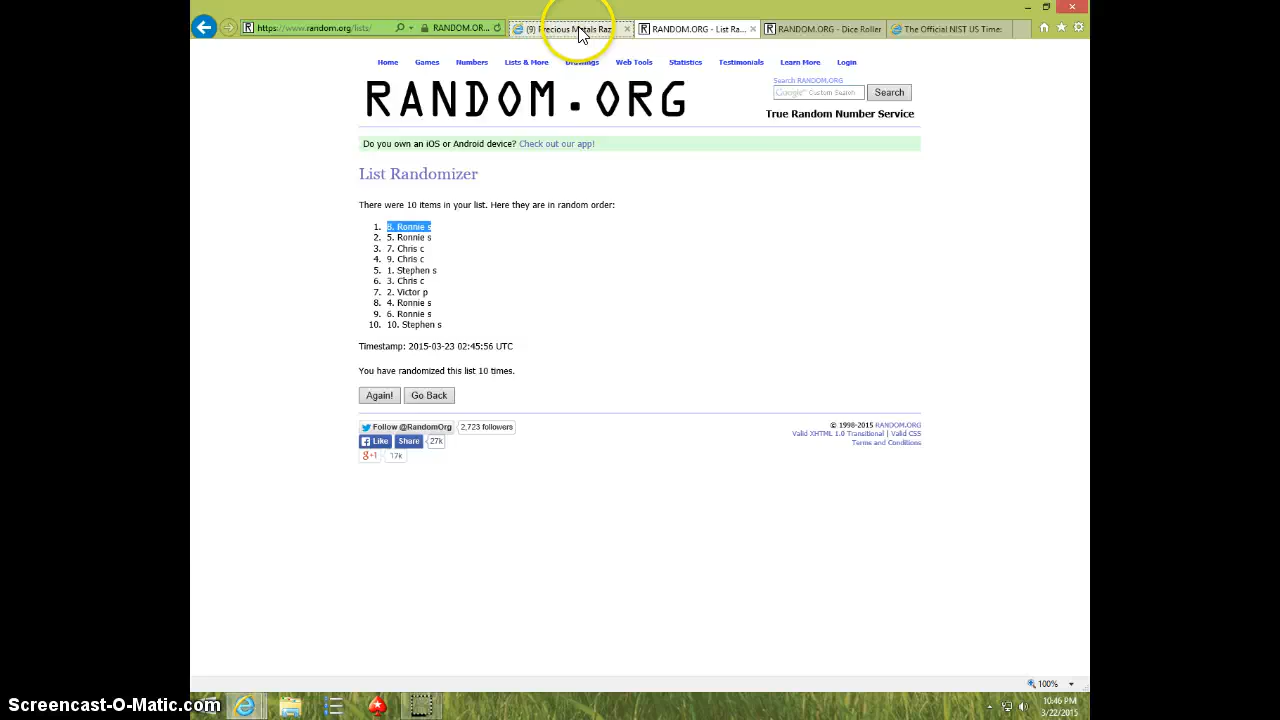 https://www.random.org/lists/
RANDOM.OR...
(9) Precious Metals Raz
RANDOM.ORG - List Ra...
RANDOM.ORG - Dice Roller
The Official NIST US Time:
Home Games Numbers Lists & More Drawings Web Tools Statistics Testimonials Learn More Login
RANDOM.ORG
Search RANDOM.ORG
Google Custom Search
Search
True Random Number Service
Do you own an iOS or Android device? Check out our app!
List Randomizer
There were 10 items in your list. Here they are in random order:
1. 8. Ronnie s
2. 5. Ronnie s
3. 7. Chris c
4. 9. Chris c
5. 1. Stephen s
6. 3. Chris c
7. 2. Victor p
8. 4. Ronnie s
9. 6. Ronnie s
10. 10. Stephen s
Timestamp: 2015-03-23 02:45:56 UTC
You have randomized this list 10 times.
Again! Go Back
Follow @RandomOrg 2,723 followers
Like Share 27k
g+1 17k
© 1998-2015 RANDOM.ORG
Valid XHTML 1.0 Transitional | Valid CSS
Terms and Conditions
100%
10:46 PM
3/22/2015
Screencast-O-Matic.com